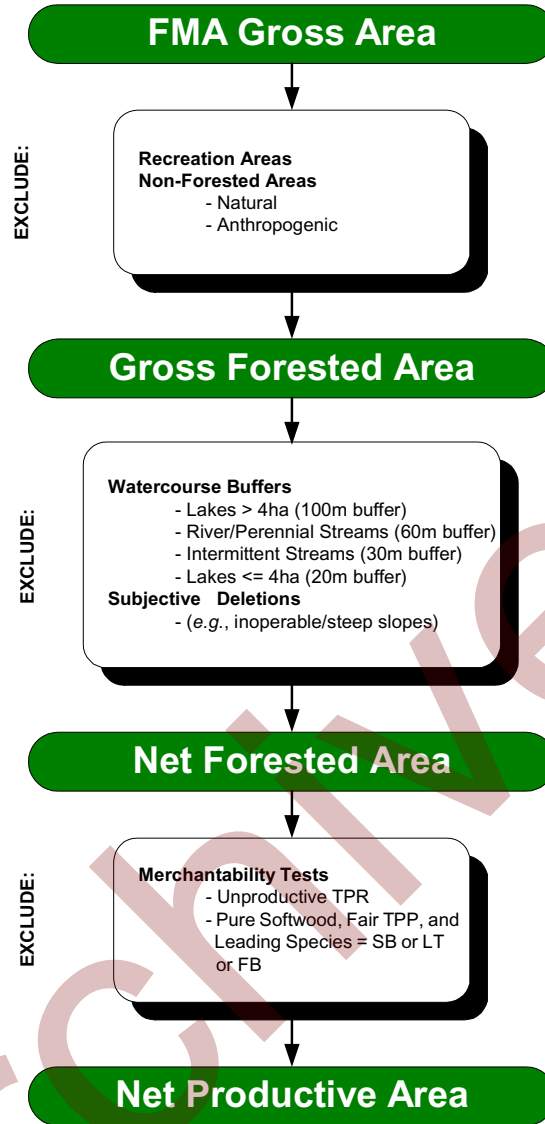 FMA Gross Area
EXCLUDE:
Recreation Areas
Non-Forested Areas
- Natural
- Anthropogenic
Gross Forested Area
EXCLUDE:
Watercourse Buffers
- Lakes > 4ha (100m buffer)
- River/Perennial Streams (60m buffer)
- Intermittent Streams (30m buffer)
- Lakes <= 4ha (20m buffer)
Subjective Deletions
- (e.g., inoperable/steep slopes)
Net Forested Area
EXCLUDE:
Merchantability Tests
- Unproductive TPR
- Pure Softwood, Fair TPP, and
Leading Species = SB or LT
or FB
Net Productive Area